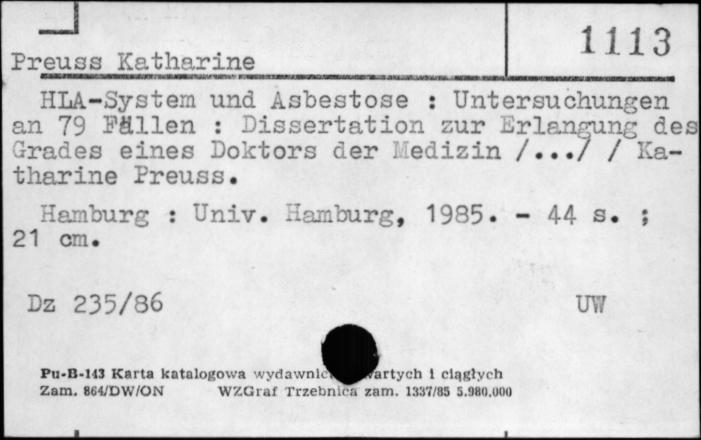 1113
Preuss Katharine
HLA-System und Asbestose : Untersuchungen
an 79 Fällen : Dissertation zur Erlangung des
Grades eines Doktors der Medizin /.../ / Ka-
tharine Preuss.
Hamburg : Univ. Hamburg, 1985. - 44 s. ;
21 cm.
Dz 235/86 UW
Pu-B-143 Karta katalogowa i ciągłych
Zam. 864/DW/ON WZGraf Trzebnica zam. 1337/85 5.980.000